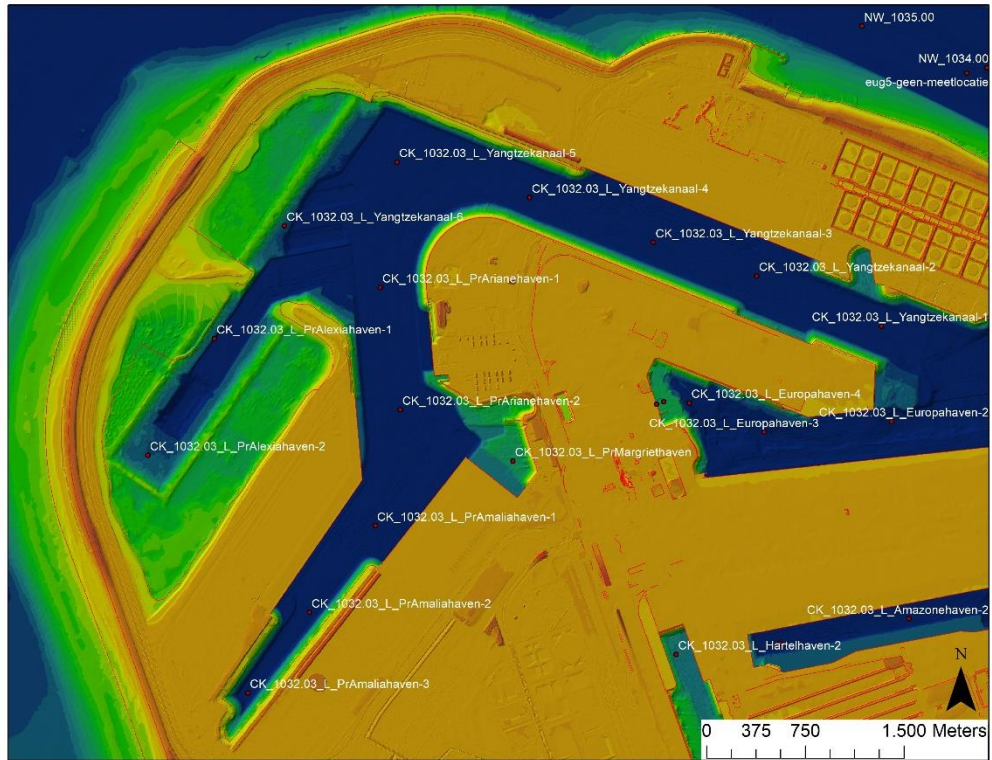 NW_1035.00
NW_1034.00
eug5-geen-meetlocatie
CK_1032.03_L_Yangtzekanaal-5
CK_1032.03_L_Yangtzekanaal-4
CK_1032.03_L_Yangtzekanaal-6
CK_1032.03_L_Yangtzekanaal-3
CK_1032.03_L_Yangtzekanaal-2
CK_1032.03_L_PrArianehaven-1
CK_1032.03_L_Yangtzekanaal-1
CK_1032.03_L_PrAlexiahaven-1
CK_1032.03_L_Europahaven-4
CK_1032.03_L_PrArianehaven-2
CK_1032.03_L_Europahaven-2
CK_1032.03_L_Europahaven-3
CK_1032.03_L_PrAlexiahaven-2
CK_1032.03_L_PrMargriethaven
CK_1032.03_L_PrAmaliahaven-1
CK_1032.03_L_PrAmaliahaven-2
CK_1032.03_L_Amazonehaven-2
CK_1032.03_L_Hartelhaven-2
CK_1032.03_L_PrAmaliahaven-3
N
0 375 750 1.500 Meters